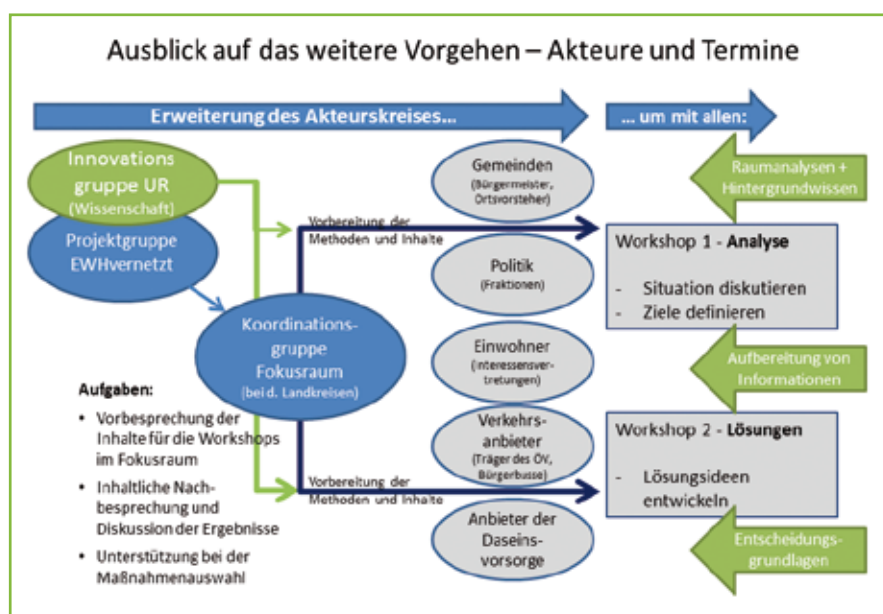 Ausblick auf das weitere Vorgehen – Akteure und Termine
Erweiterung des Akteurskreises...
... um mit allen:
Innovations
gruppe UR
(Wissenschaft)
Projektgruppe
EWHvernetzt
Koordinations-
gruppe
Fokusraum
(bei d. Landkreisen)
Aufgaben:
• Vorbesprechung der
Inhalte für die Workshops
im Fokusraum
• Inhaltliche Nach-
besprechung und
Diskussion der Ergebnisse
• Unterstützung bei der
Maßnahmenauswahl
Vorbereitung der
Methoden und Inhalte
Vorbereitung der
Methoden und Inhalte
Gemeinden
(Bürgermeister,
Ortsvorsteher)
Politik
(Fraktionen)
Einwohner
(Interessensver-
tretungen)
Verkehrs-
anbieter
(Träger des ÖV,
Bürgerbusse)
Anbieter der
Daseins-
vorsorge
Raumanalysen +
Hintergrundwissen
Workshop 1 - Analyse
- Situation diskutieren
- Ziele definieren
Aufbereitung von
Informationen
Workshop 2 - Lösungen
- Lösungsideen
entwickeln
Entscheidungs-
grundlagen